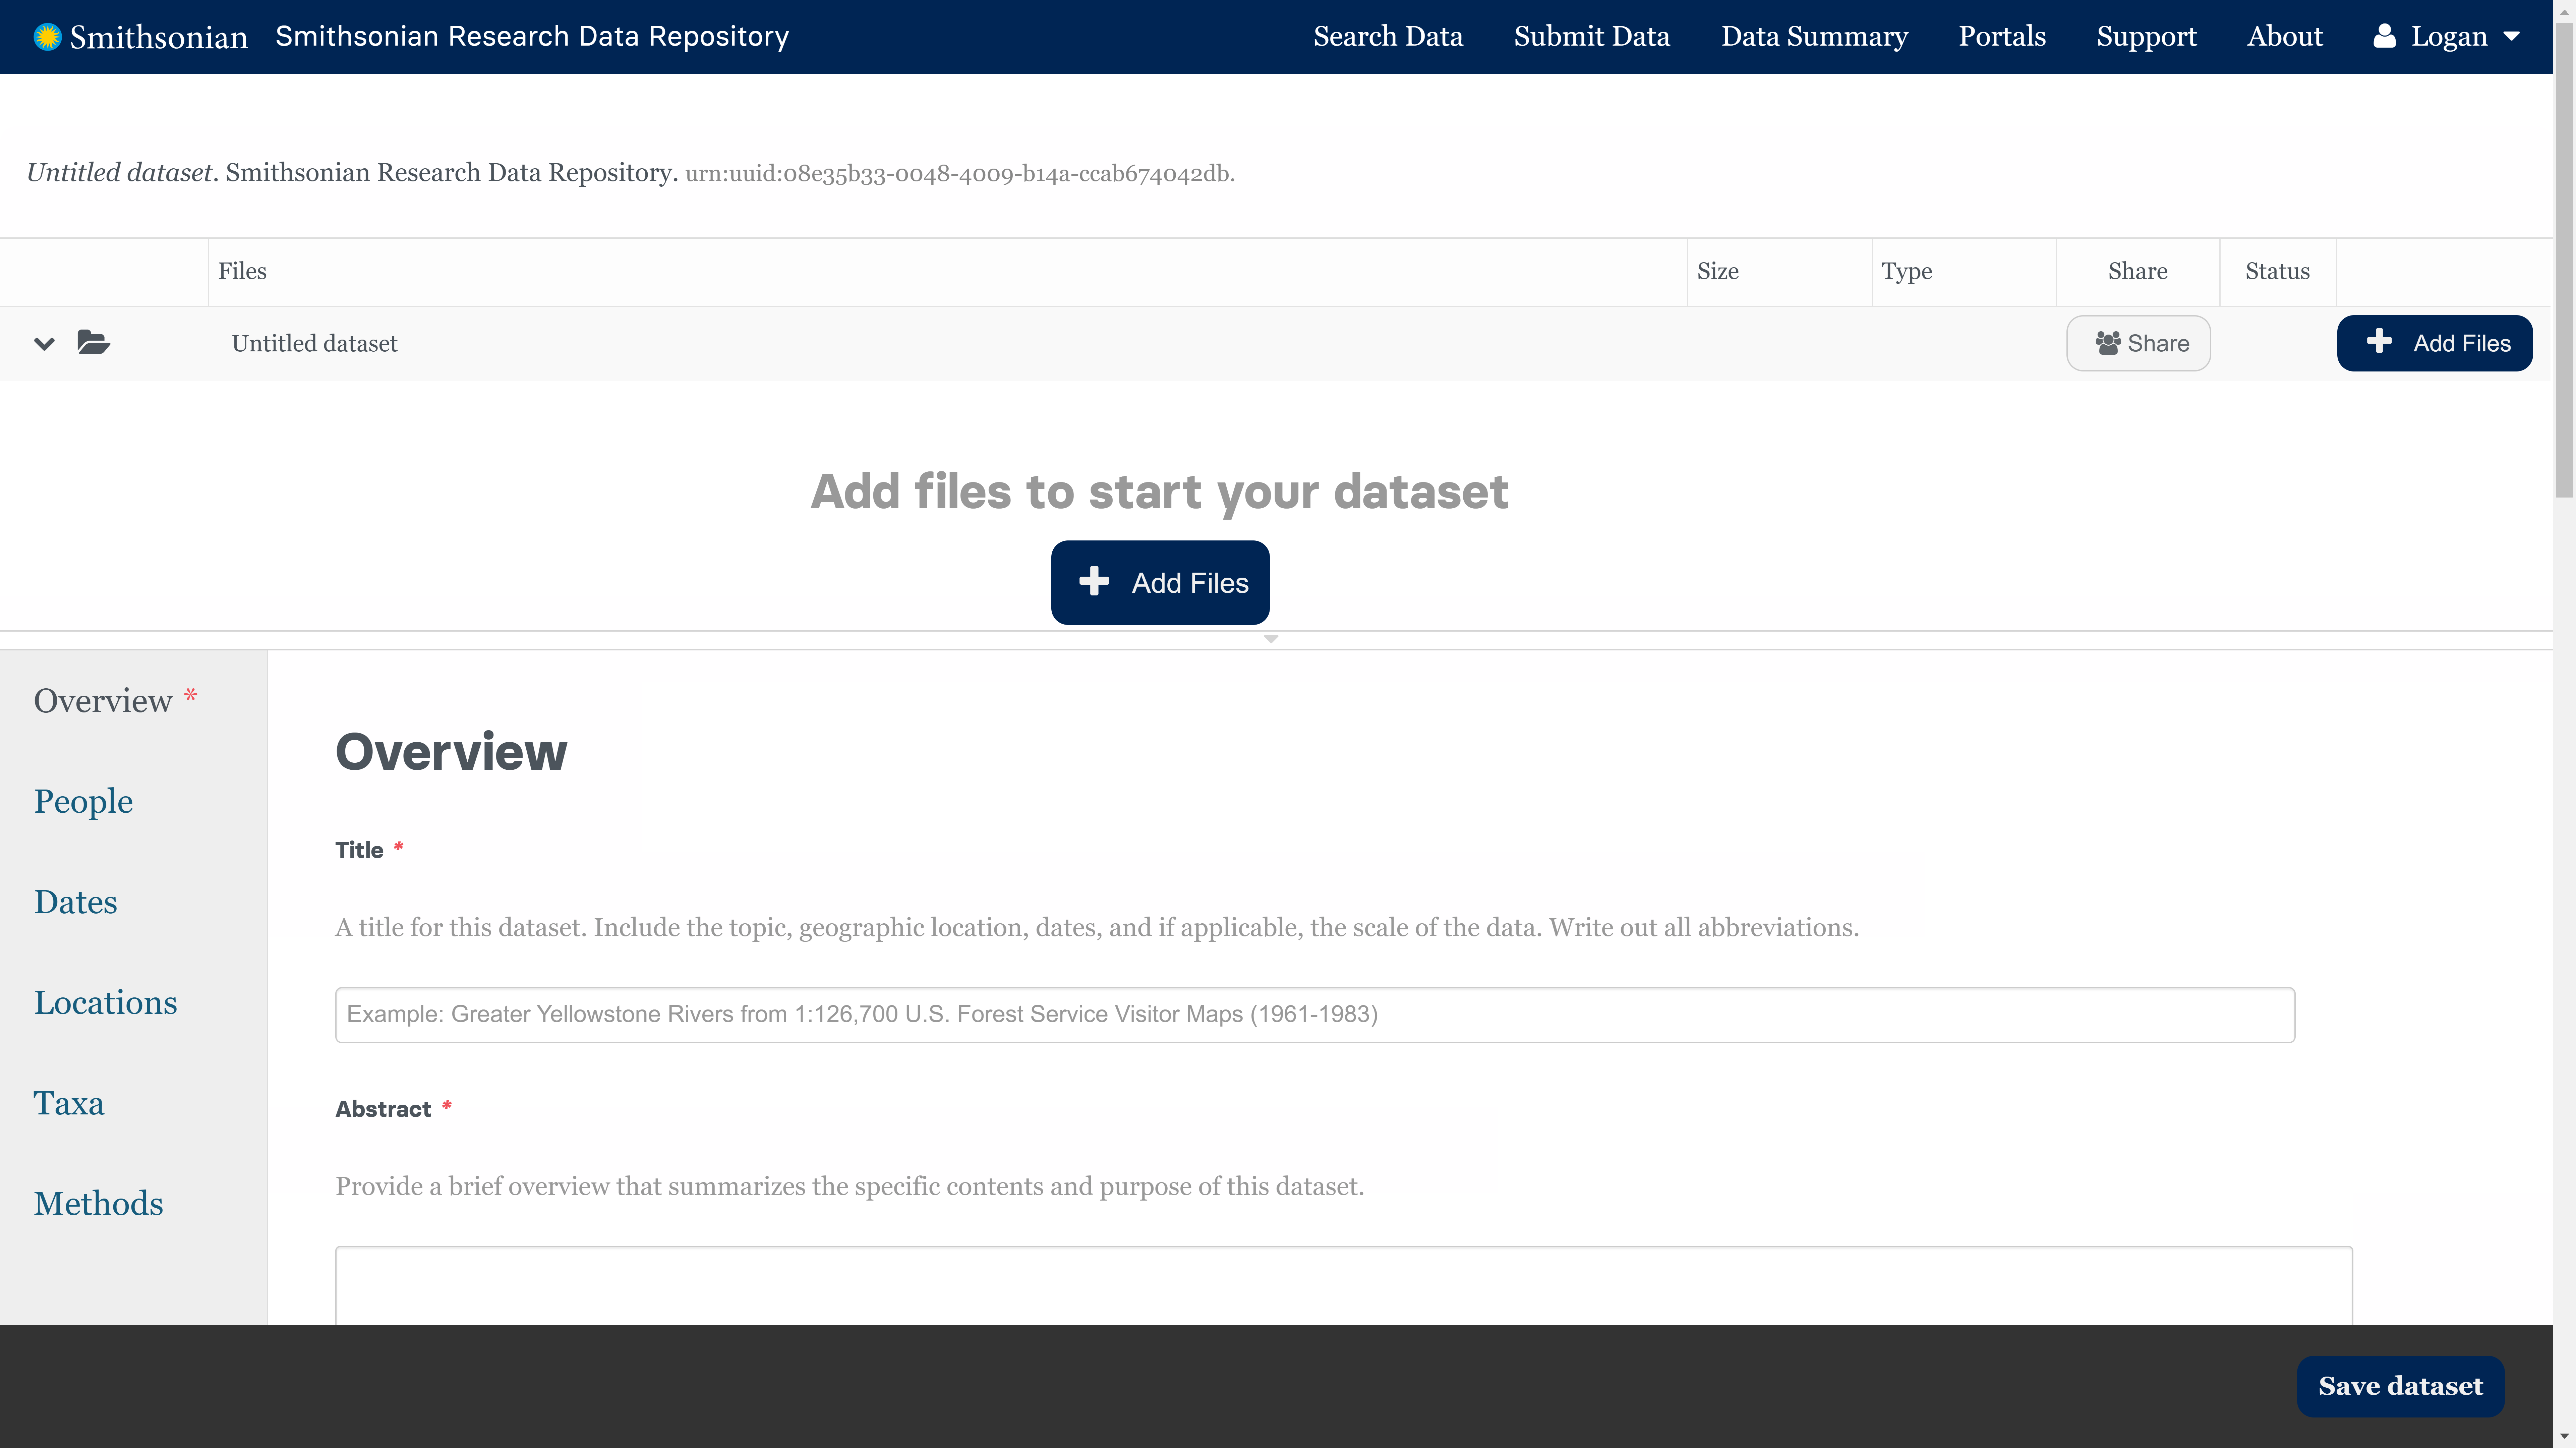 Smithsonian Smithsonian Research Data Repository Search Data Submit Data Data Summary Portals Support About Logan
Untitled dataset. Smithsonian Research Data Repository. urn:uuid:08e35b33-0048-4009-b14a-ccab674042db.
Files Size Type Share Status
Untitled dataset Share Add Files
Add files to start your dataset
Add Files
Overview *
People
Dates
Locations
Taxa
Methods
Overview
Title *
A title for this dataset. Include the topic, geographic location, dates, and if applicable, the scale of the data. Write out all abbreviations.
Example: Greater Yellowstone Rivers from 1:126,700 U.S. Forest Service Visitor Maps (1961-1983)
Abstract *
Provide a brief overview that summarizes the specific contents and purpose of this dataset.
Save dataset